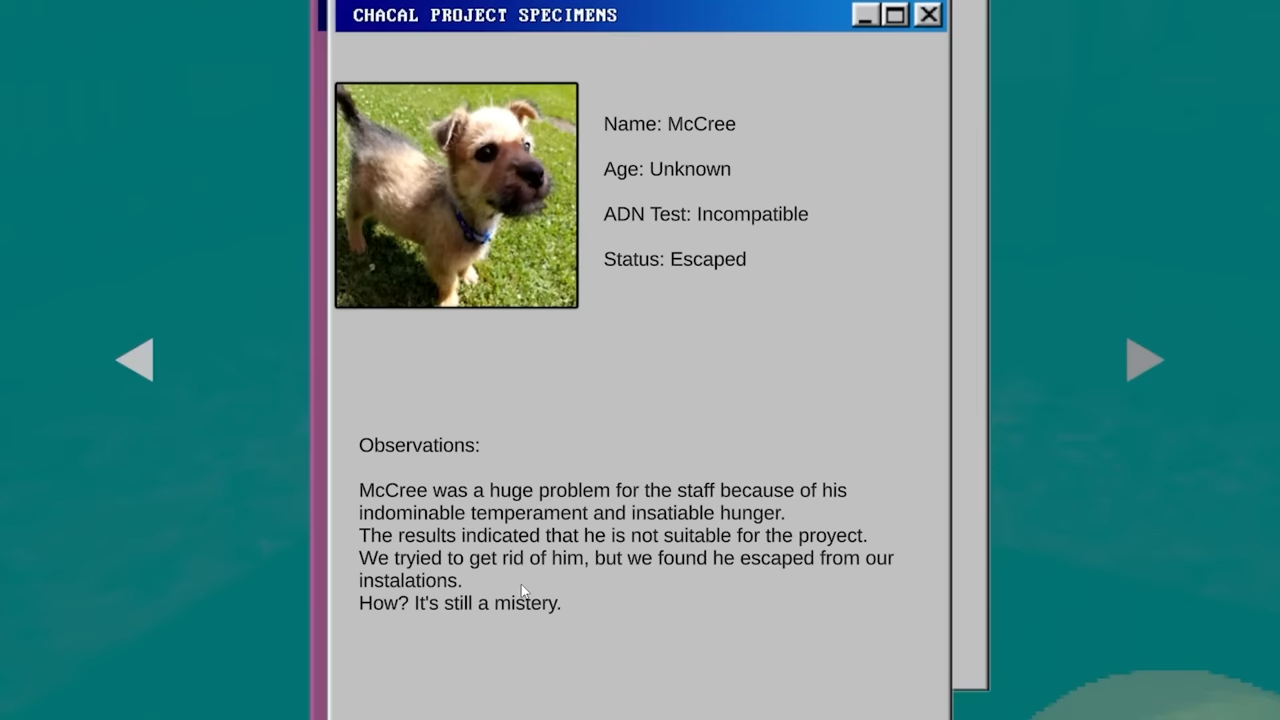 CHACAL PROJECT SPECIMENS
Name: McCree
Age: Unknown
ADN Test: Incompatible
Status: Escaped
Observations:
McCree was a huge problem for the staff because of his
indominable temperament and insatiable hunger.
The results indicated that he is not suitable for the proyect.
We tryied to get rid of him, but we found he escaped from our
instalations.
How? It's still a mistery.